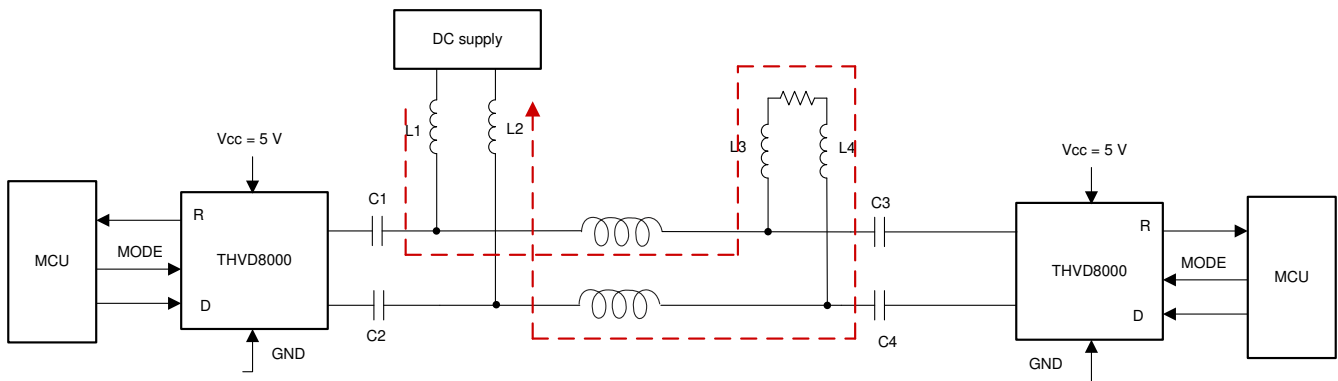 DC supply
L1
L2
L3
L4
Vcc = 5 V
Vcc = 5 V
C1
C3
R
R
MCU
MODE
THVD8000
THVD8000
MODE
MCU
D
D
C2
C4
GND
GND